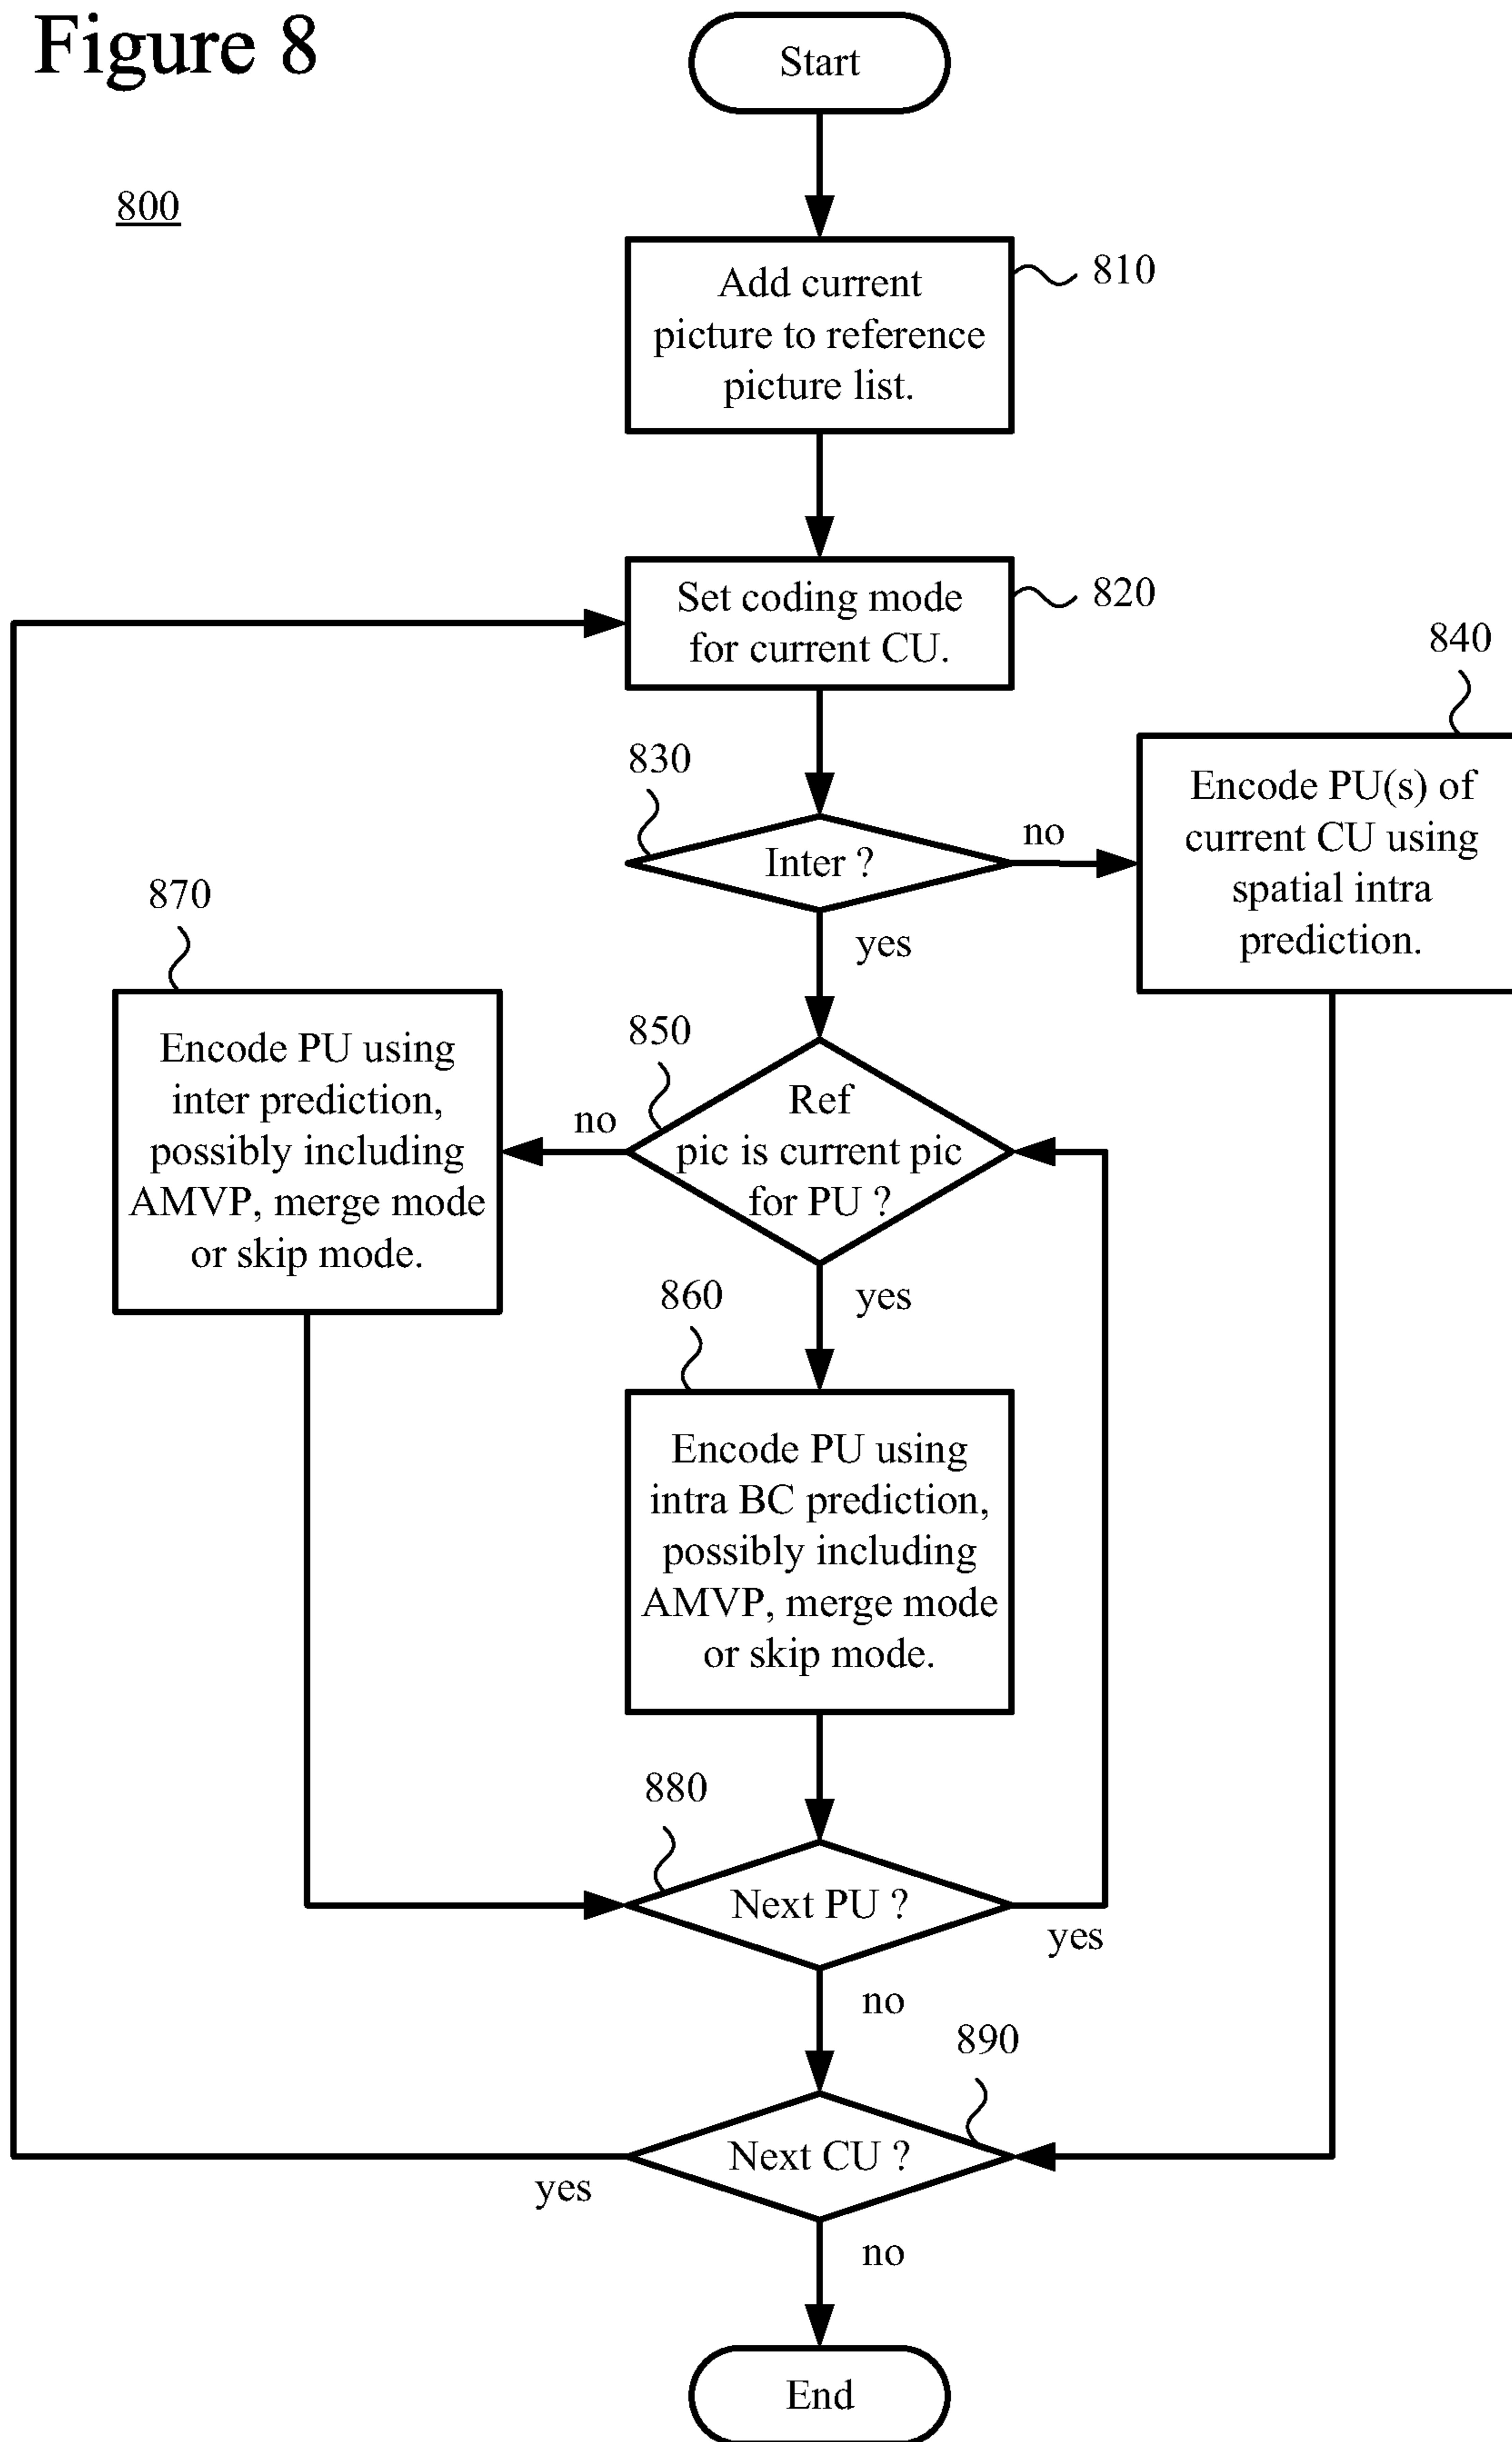 Figure 8
Start
800
Add current
picture to reference
picture list.
810
Set coding mode
for current CU.
820
840
830
Inter ?
no
Encode PU(s) of
current CU using
spatial intra
prediction.
yes
870
850
Encode PU using
inter prediction,
possibly including
AMVP, merge mode
or skip mode.
no
Ref
pic is current pic
for PU ?
860
yes
Encode PU using
intra BC prediction,
possibly including
AMVP, merge mode
or skip mode.
880
Next PU ?
yes
no
890
Next CU ?
yes
no
End